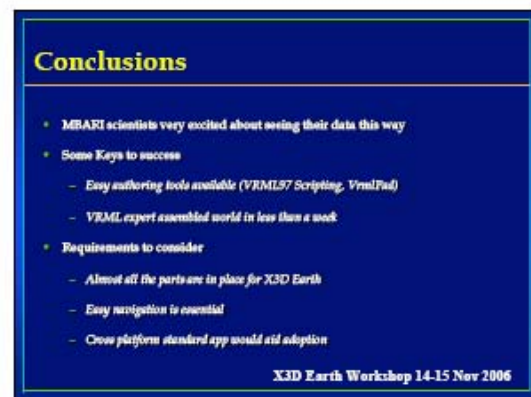 Conclusions
• MBARI scientists very excited about seeing their data this way
• Some Keys to success
– Easy authoring tools available (VRML97 Scripting, VrmlPad)
– VRML expert assembled world in less than a week
• Requirements to consider
– Almost all the parts are in place for X3D Earth
– Easy navigation is essential
– Cross platform standard app would aid adoption
X3D Earth Workshop 14-15 Nov 2006